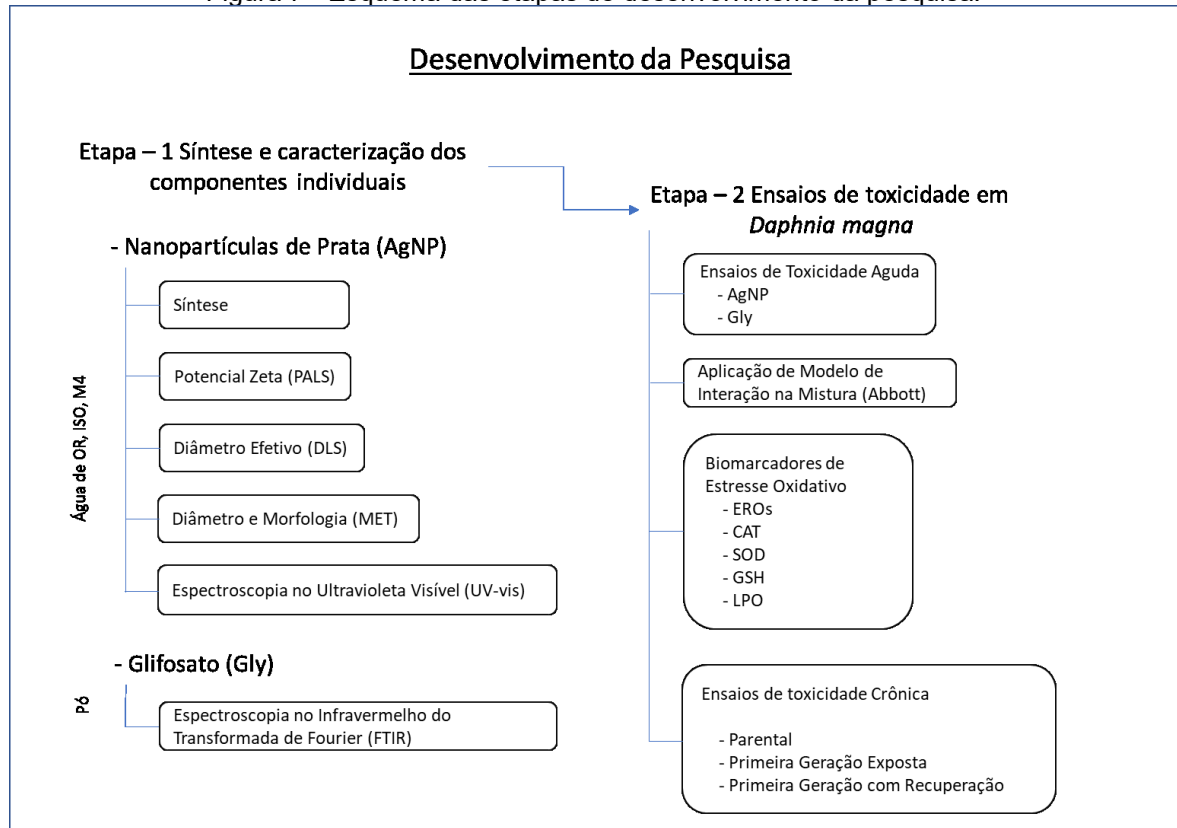 Desenvolvimento da Pesquisa
Etapa – 1 Síntese e caracterização dos
componentes individuais
- Nanopartículas de Prata (AgNP)
Água de OR, ISO, M4
Síntese
Potencial Zeta (PALS)
Diâmetro Efetivo (DLS)
Diâmetro e Morfologia (MET)
Espectroscopia no Ultravioleta Visível (UV-vis)
- Glifosato (Gly)
Pó
Espectroscopia no Infravermelho do
Transformada de Fourier (FTIR)
Etapa – 2 Ensaios de toxicidade em
Daphnia magna
Ensaios de Toxicidade Aguda
- AgNP
- Gly
Aplicação de Modelo de
Interação na Mistura (Abbott)
Biomarcadores de
Estresse Oxidativo
- EROs
- CAT
- SOD
- GSH
- LPO
Ensaios de toxicidade Crônica
- Parental
- Primeira Geração Exposta
- Primeira Geração com Recuperação